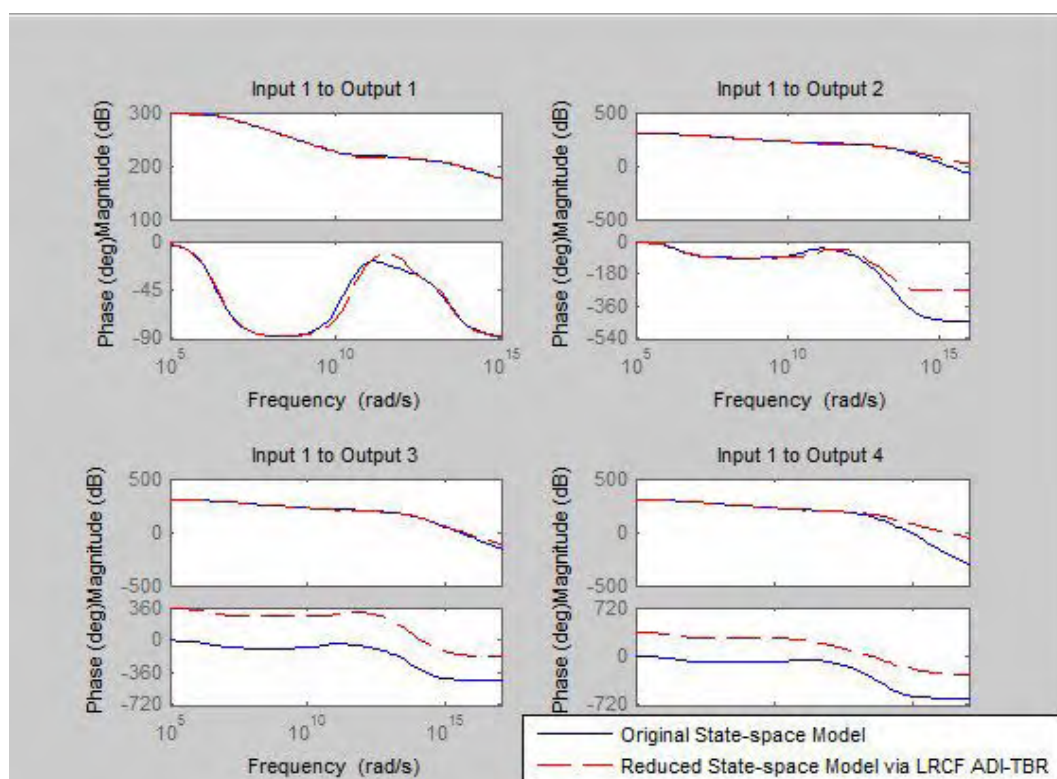 Input 1 to Output 1
Input 1 to Output 2
300
200
100
Magnitude (dB)
500
0
-500
Magnitude (dB)
0
-45
-90
Phase (deg)
0
-180
-360
-540
Phase (deg)
10^5
10^10
10^15
10^5
10^10
10^15
Frequency (rad/s)
Frequency (rad/s)
Input 1 to Output 3
Input 1 to Output 4
500
0
-500
Magnitude (dB)
500
0
-500
Magnitude (dB)
360
0
-360
-720
Phase (deg)
720
0
-720
Phase (deg)
10^5
10^10
10^15
Frequency (rad/s)
Original State-space Model
Reduced State-space Model via LRCF ADI-TBR